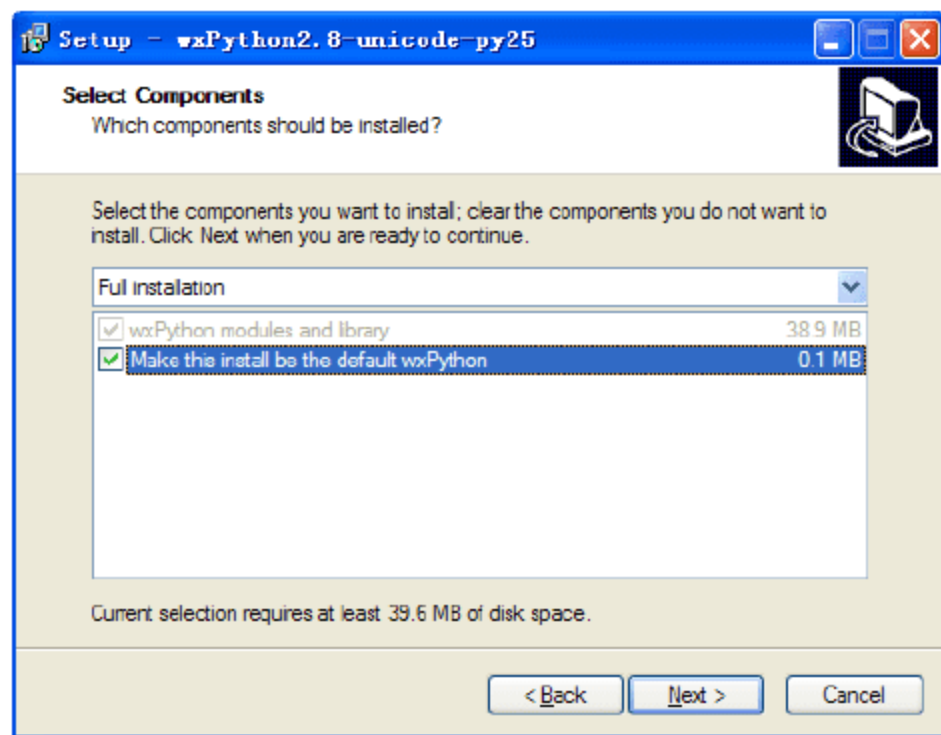 Setup - wxPython2.8-unicode-py25
Select Components
Which components should be installed?
Select the components you want to install; clear the components you do not want to
install. Click Next when you are ready to continue.
Full installation
wxPython modules and library 38.9 MB
Make this install be the default wxPython 0.1 MB
Current selection requires at least 39.6 MB of disk space.
< Back Next > Cancel